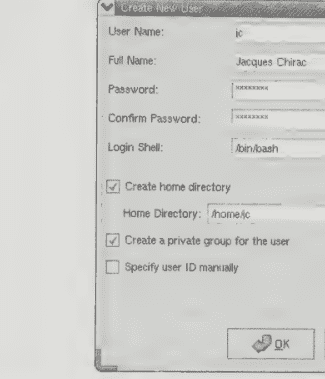 Create New User
User Name: jc
Full Name: Jacques Chirac
Password: ********
Confirm Password: ********
Login Shell: /bin/bash
Create home directory
Home Directory: /home/jc
Create a private group for the user
Specify user ID manually
OK